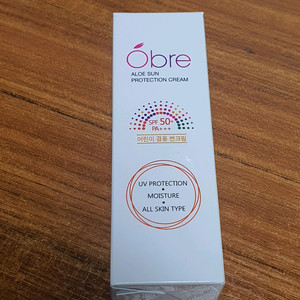 Obre
ALOE SUN
PROTECTION CREAM
SPF 50+
PA+++
어린이 겸용 썬크림
UV PROTECTION
•
MOISTURE
•
ALL SKIN TYPE